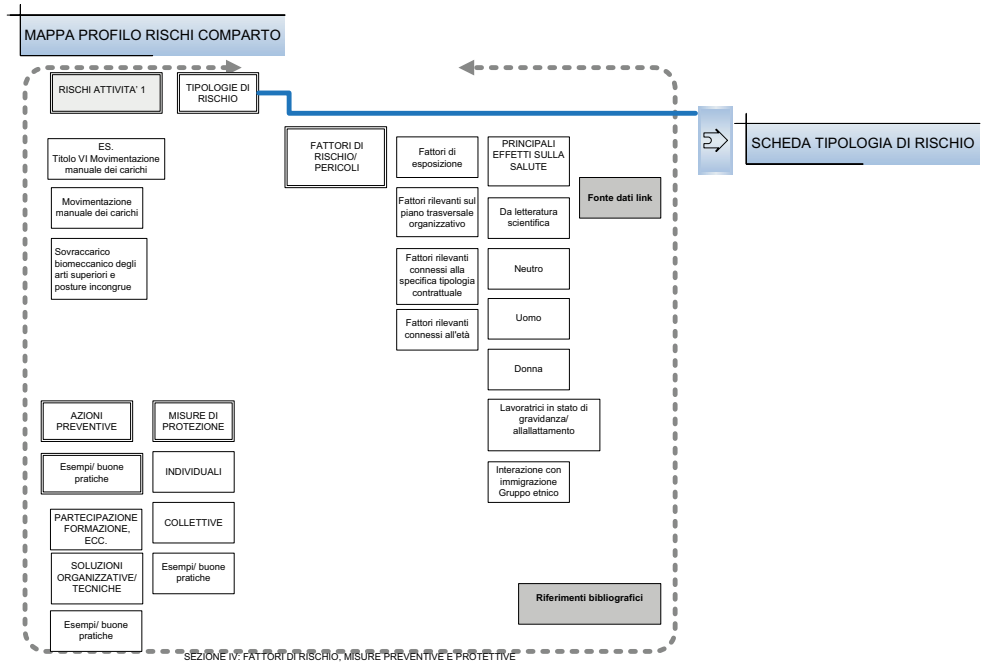 MAPPA PROFILO RISCHI COMPARTO
RISCHI ATTIVITA' 1
TIPOLOGIE DI
RISCHIO
SCHEDA TIPOLOGIA DI RISCHIO
ES.
Titolo VI Movimentazione
manuale dei carichi
Movimentazione
manuale dei carichi
Sovraccarico
biomeccanico degli
arti superiori e
posture incongrue
FATTORI DI
RISCHIO/
PERICOLI
Fattori di
esposizione
Fattori rilevanti sul
piano trasversale
organizzativo
Fattori rilevanti
connessi alla
specifica tipologia
contrattuale
Fattori rilevanti
connessi all'età
PRINCIPALI
EFFETTI SULLA
SALUTE
Da letteratura
scientifica
Neutro
Uomo
Donna
Lavoratrici in stato di
gravidanza/
allallattamento
Interazione con
immigrazione
Gruppo etnico
Fonte dati link
AZIONI
PREVENTIVE
Esempi/ buone
pratiche
PARTECIPAZIONE
FORMAZIONE,
ECC.
SOLUZIONI
ORGANIZZATIVE/
TECNICHE
Esempi/ buone
pratiche
MISURE DI
PROTEZIONE
INDIVIDUALI
COLLETTIVE
Esempi/ buone
pratiche
Riferimenti bibliografici
SEZIONE IV: FATTORI DI RISCHIO, MISURE PREVENTIVE E PROTETTIVE